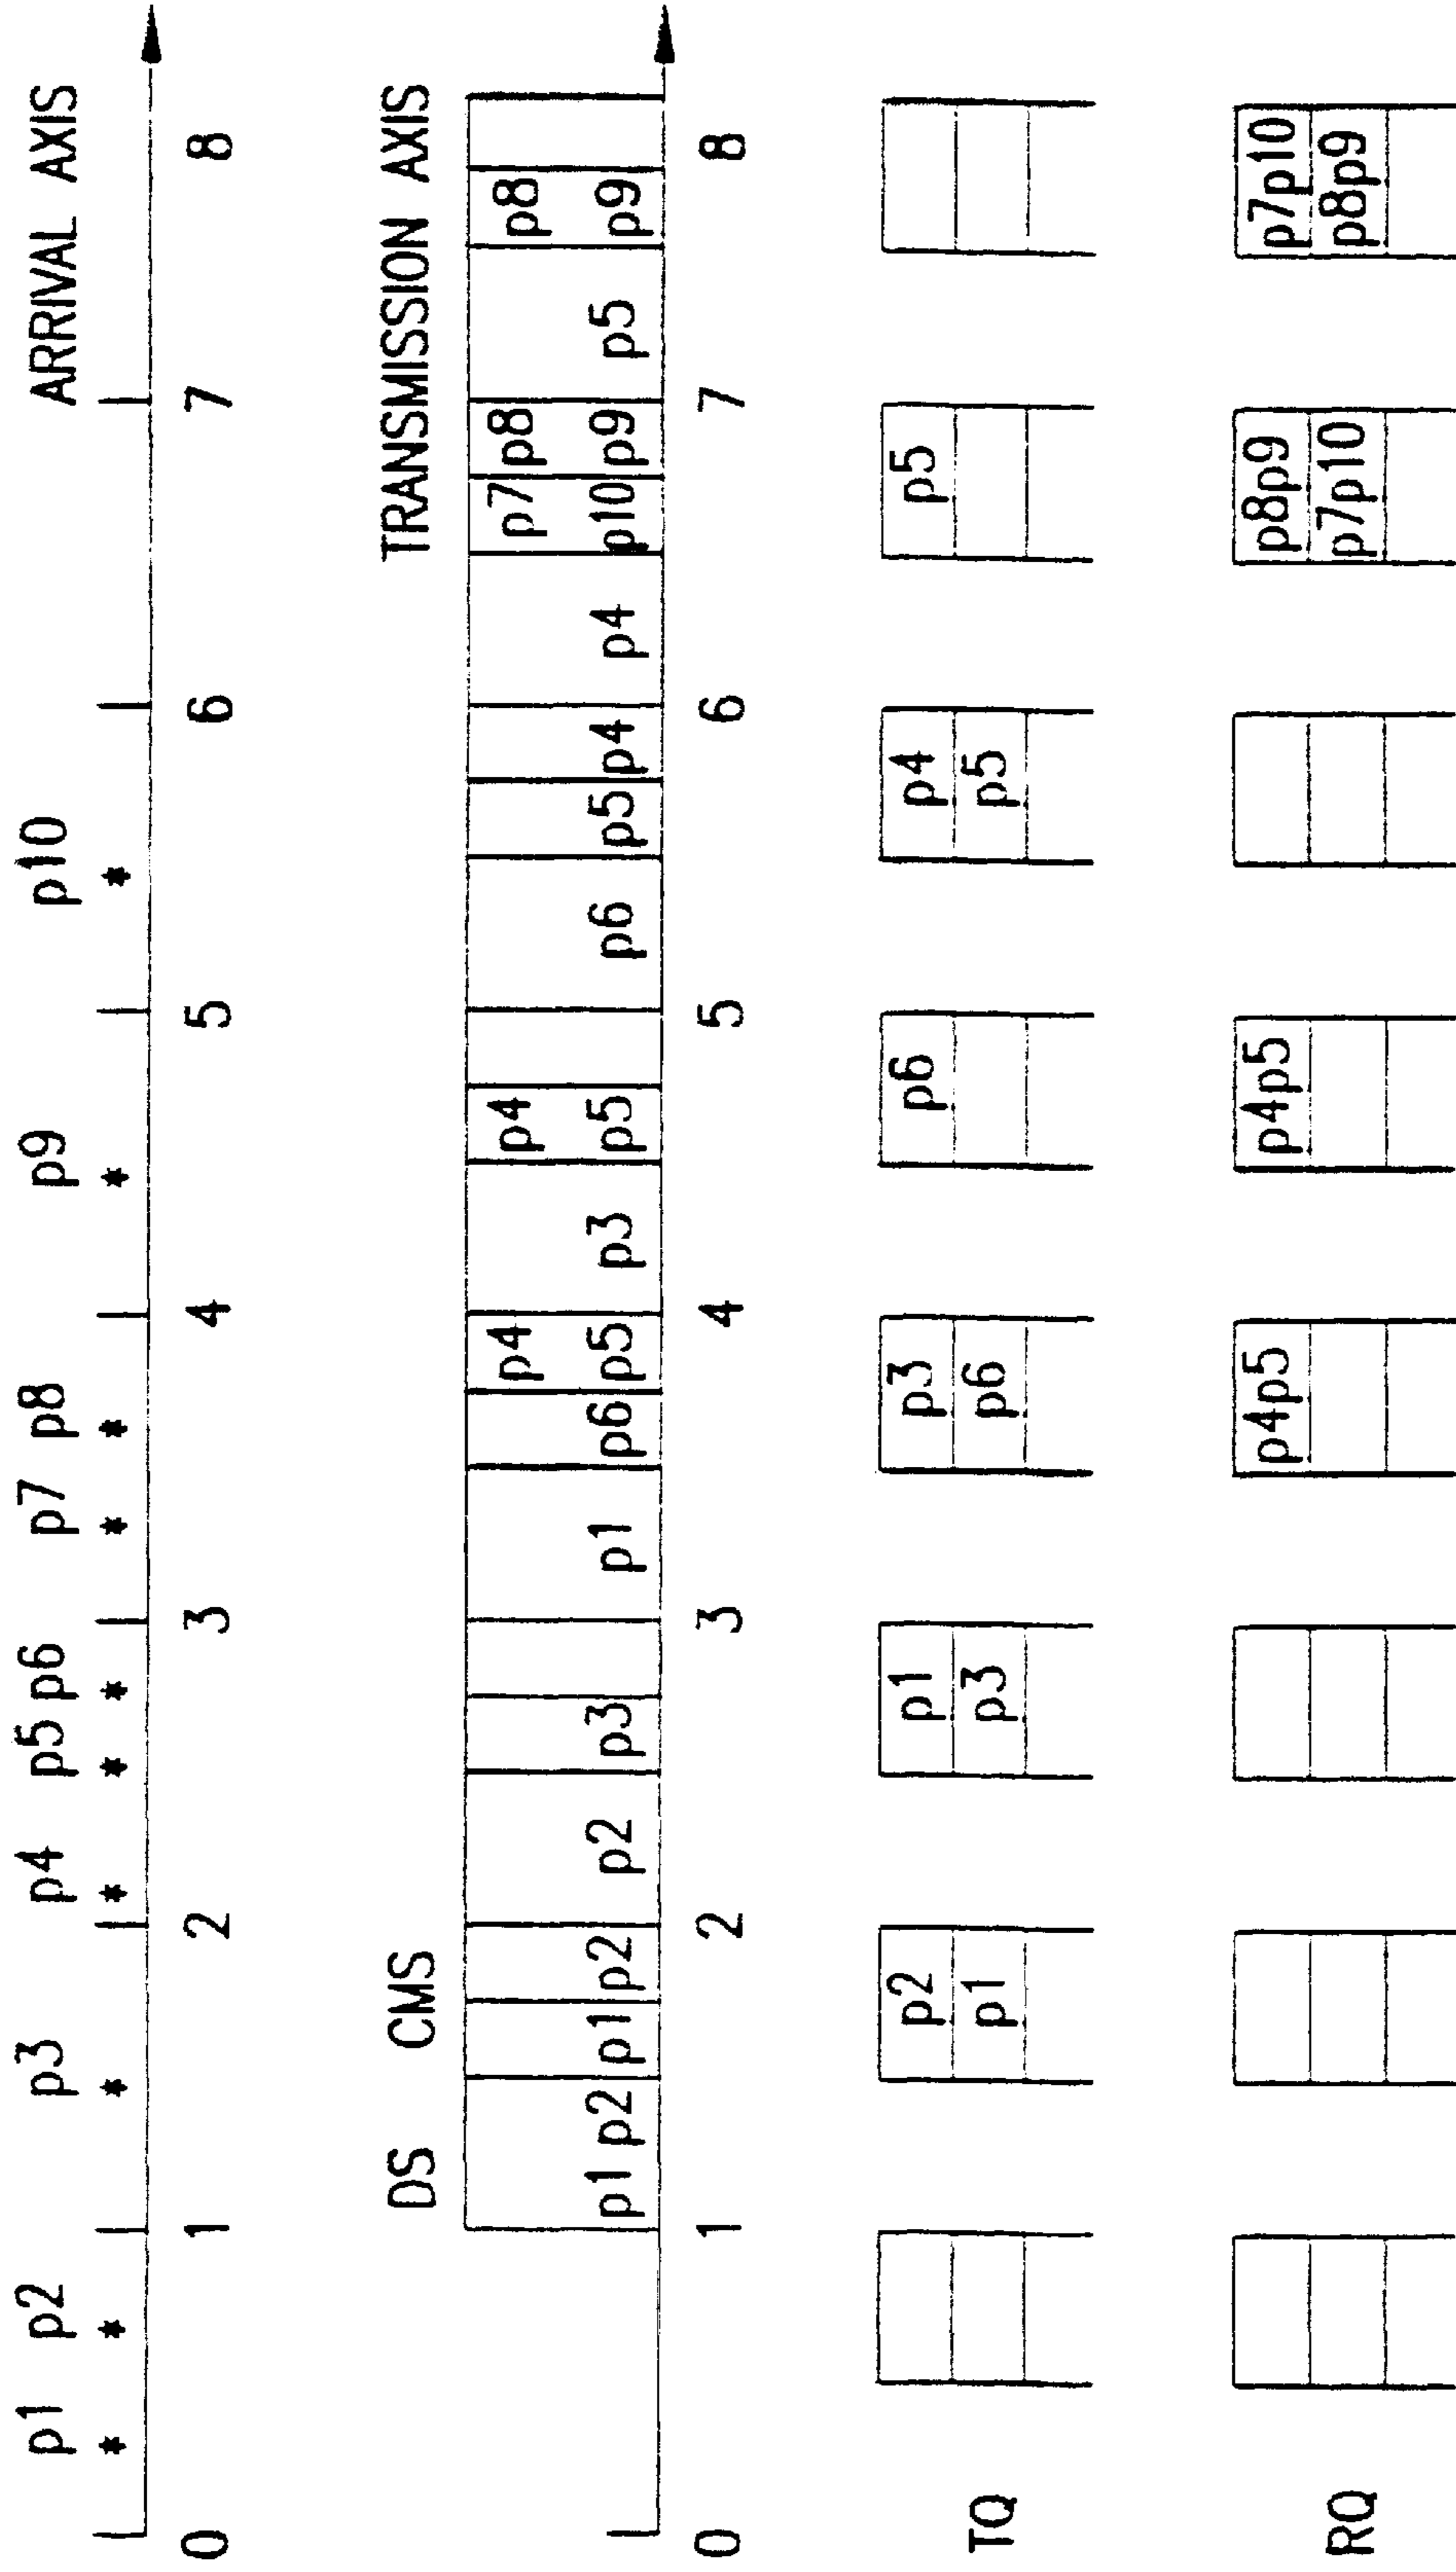 p1 p2 p3 p4 p5 p6 p7 p8 p9 p10
* * * * * * * * * *
ARRIVAL AXIS
0 1 2 3 4 5 6 7 8
DS CMS
TRANSMISSION AXIS
p4 p4 p7 p8 p8
p1 p2 p1 p2 p2 p3 p1 p6 p5 p3 p5 p6 p5 p4 p4 p10 p9 p5 p9
0 1 2 3 4 5 6 7 8
TQ
p2 p1 p3 p6 p4 p5
p1 p3 p6 p5
RQ
p4p5 p4p5 p8p9 p7p10
p7p10 p8p9